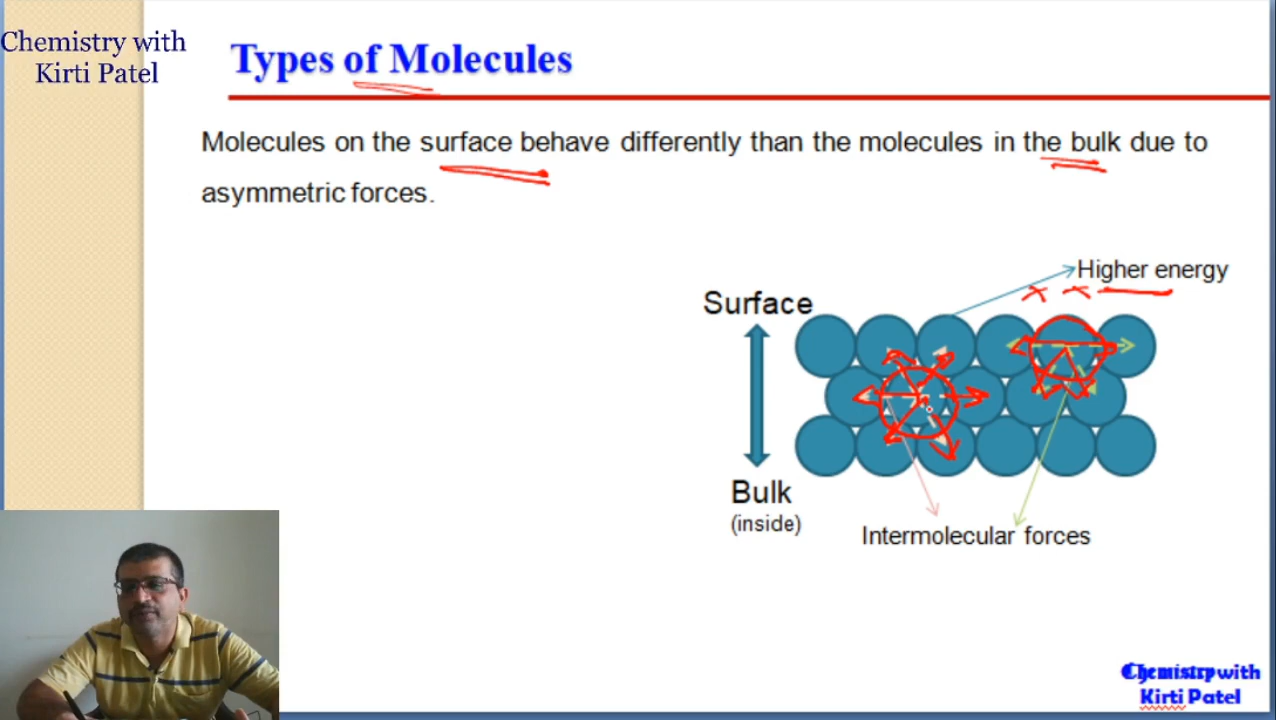 Chemistry with
Kirti Patel
Types of Molecules
Molecules on the surface behave differently than the molecules in the bulk due to
asymmetric forces.
Higher energy
Surface
Bulk
(inside)
Intermolecular forces
Chemistry with
Kirti Patel